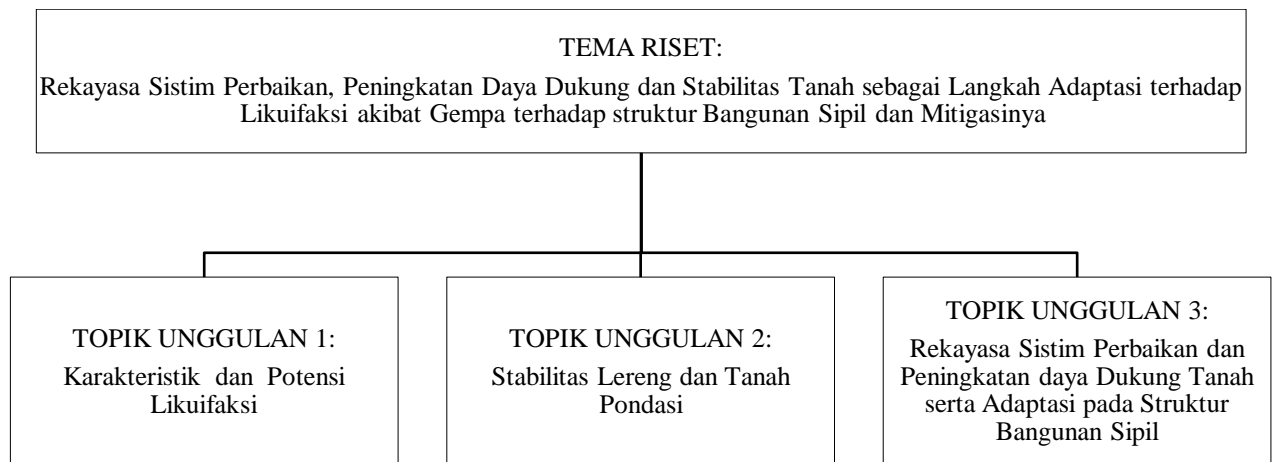 TEMA RISET:
Rekayasa Sistim Perbaikan, Peningkatan Daya Dukung dan Stabilitas Tanah sebagai Langkah Adaptasi terhadap
Likuifaksi akibat Gempa terhadap struktur Bangunan Sipil dan Mitigasinya
TOPIK UNGGULAN 1:
Karakteristik dan Potensi
Likuifaksi
TOPIK UNGGULAN 2:
Stabilitas Lereng dan Tanah
Pondasi
TOPIK UNGGULAN 3:
Rekayasa Sistim Perbaikan dan
Peningkatan daya Dukung Tanah
serta Adaptasi pada Struktur
Bangunan Sipil